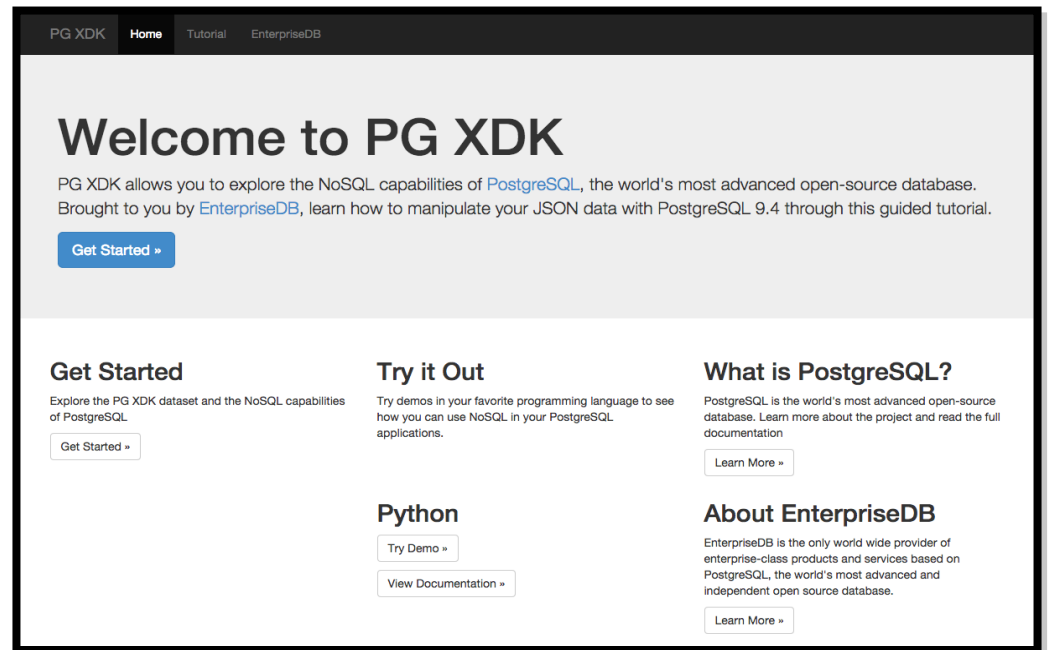 PG XDK Home Tutorial EnterpriseDB
Welcome to PG XDK
PG XDK allows you to explore the NoSQL capabilities of PostgreSQL, the world's most advanced open-source database.
Brought to you by EnterpriseDB, learn how to manipulate your JSON data with PostgreSQL 9.4 through this guided tutorial.
Get Started »
Get Started
Explore the PG XDK dataset and the NoSQL capabilities
of PostgreSQL
Get Started »
Try it Out
Try demos in your favorite programming language to see
how you can use NoSQL in your PostgreSQL
applications.
Python
Try Demo »
View Documentation »
What is PostgreSQL?
PostgreSQL is the world's most advanced open-source
database. Learn more about the project and read the full
documentation
Learn More »
About EnterpriseDB
EnterpriseDB is the only world wide provider of
enterprise-class products and services based on
PostgreSQL, the world's most advanced and
independent open source database.
Learn More »